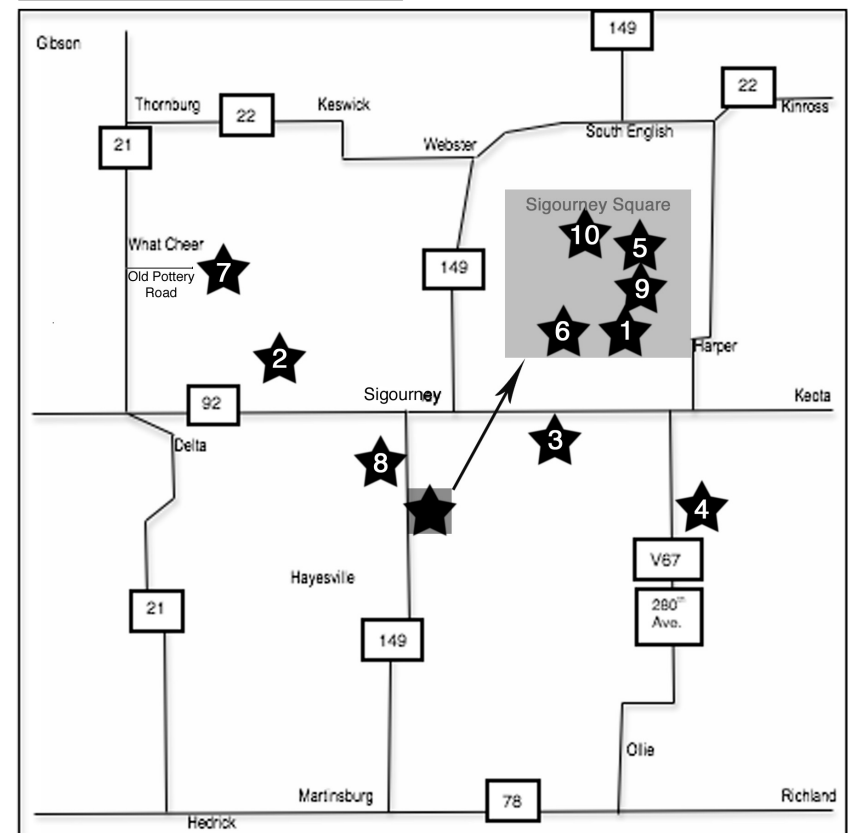 149
Gibson
22
Thornburg
22
Keswick
Kinross
21
Webster
South English
Sigourney Square
10
5
What Cheer
7
149
Old Pottery
Road
9
6
1
2
Harper
Sigourney
92
Keota
Delta
8
3
4
V67
Hayesville
21
280th
Ave.
149
Ollie
Martinsburg
78
Richland
Hedrick